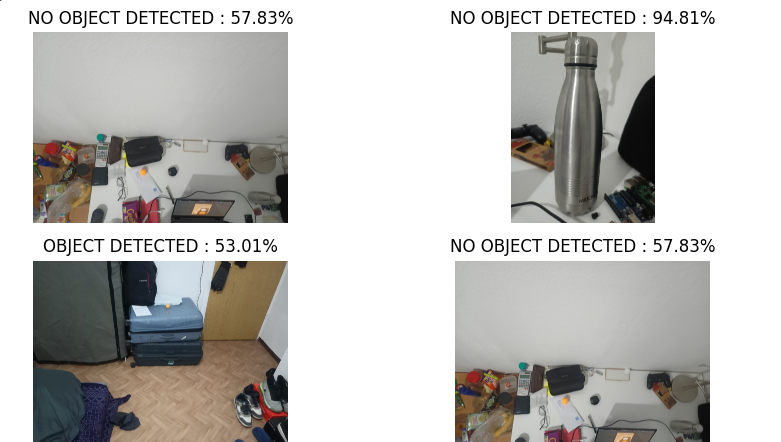 NO OBJECT DETECTED : 57.83%
NO OBJECT DETECTED : 94.81%
OBJECT DETECTED : 53.01%
NO OBJECT DETECTED : 57.83%